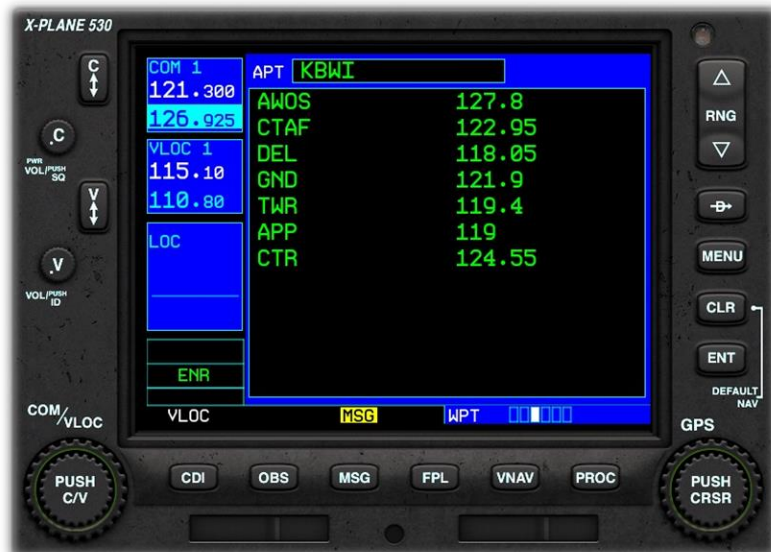 X-PLANE 530
C
.C
PWR
VOL/PUSH
SQ
V
.V
VOL/PUSH
ID
COM/VLOC
PUSH
C/V
COM 1
121.300
126.925
VLOC 1
115.10
110.80
LOC
ENR
VLOC
APT KBWI
AWOS 127.8
CTAF 122.95
DEL 118.05
GND 121.9
TWR 119.4
APP 119
CTR 124.55
MSG
WPT
RNG
D
MENU
CLR
ENT
DEFAULT
NAV
GPS
PUSH
CRSR
CDI
OBS
MSG
FPL
VNAV
PROC